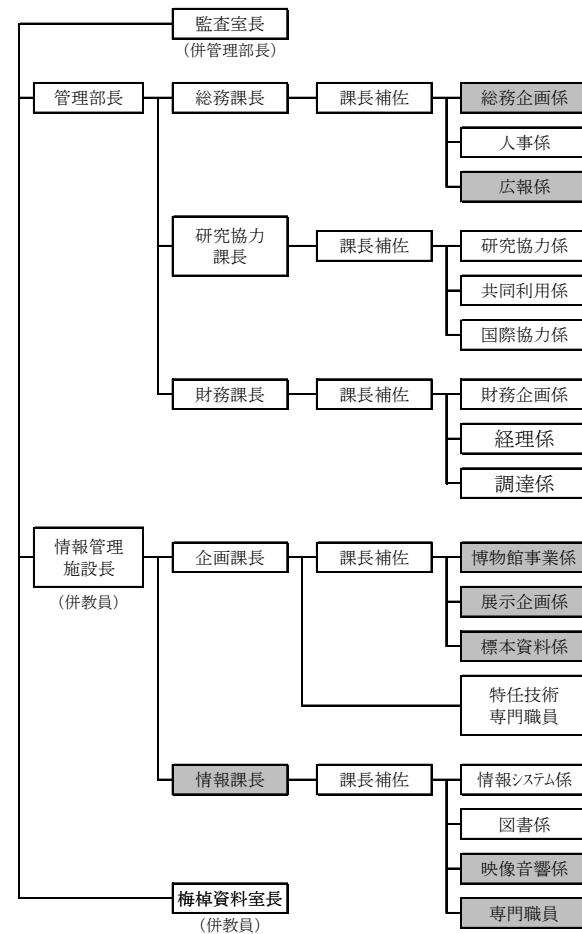 監査室長
(併管理部長)
管理部長
総務課長
課長補佐
総務企画係
人事係
広報係
研究協力
課長
課長補佐
研究協力係
共同利用係
国際協力係
財務課長
課長補佐
財務企画係
経理係
調達係
情報管理
施設長
(併教員)
企画課長
課長補佐
博物館事業係
展示企画係
標本資料係
特任技術
専門職員
情報課長
課長補佐
情報システム係
図書係
映像音響係
専門職員
梅棹資料室長
(併教員)